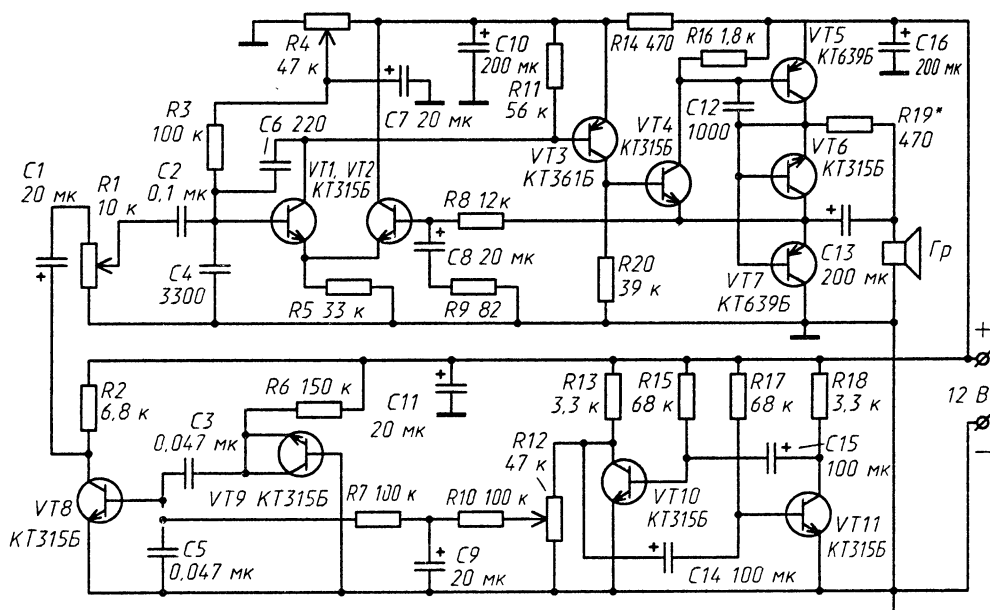 R4
47 к
C10
200 мк
R11
56 к
R14 470
R16 1,8 к
VT5
КТ639Б
C16
200 мк
R3
100 к
C6 220
C7 20 мк
VT4
КТ315Б
C12
1000
R19*
470
C1
20 мк
R1
10 к
C2
0,1 мк
VT1, VT2
КТ315Б
VT3
КТ361Б
VT6
КТ315Б
R8 12к
C4
3300
C8 20 мк
R20
39 к
VT7
КТ639Б
C13
200 мк
Гр
R5 33 к
R9 82
+
12 В
−
R2
6,8 к
R6 150 к
C11
20 мк
R13
3,3 к
R15
68 к
R17
68 к
R18
3,3 к
C3
0,047 мк
R12
47 к
C15
100 мк
VT8
КТ315Б
VT9 КТ315Б
R7 100 к
R10 100 к
VT10
КТ315Б
VT11
КТ315Б
C5
0,047 мк
C9
20 мк
C14 100 мк